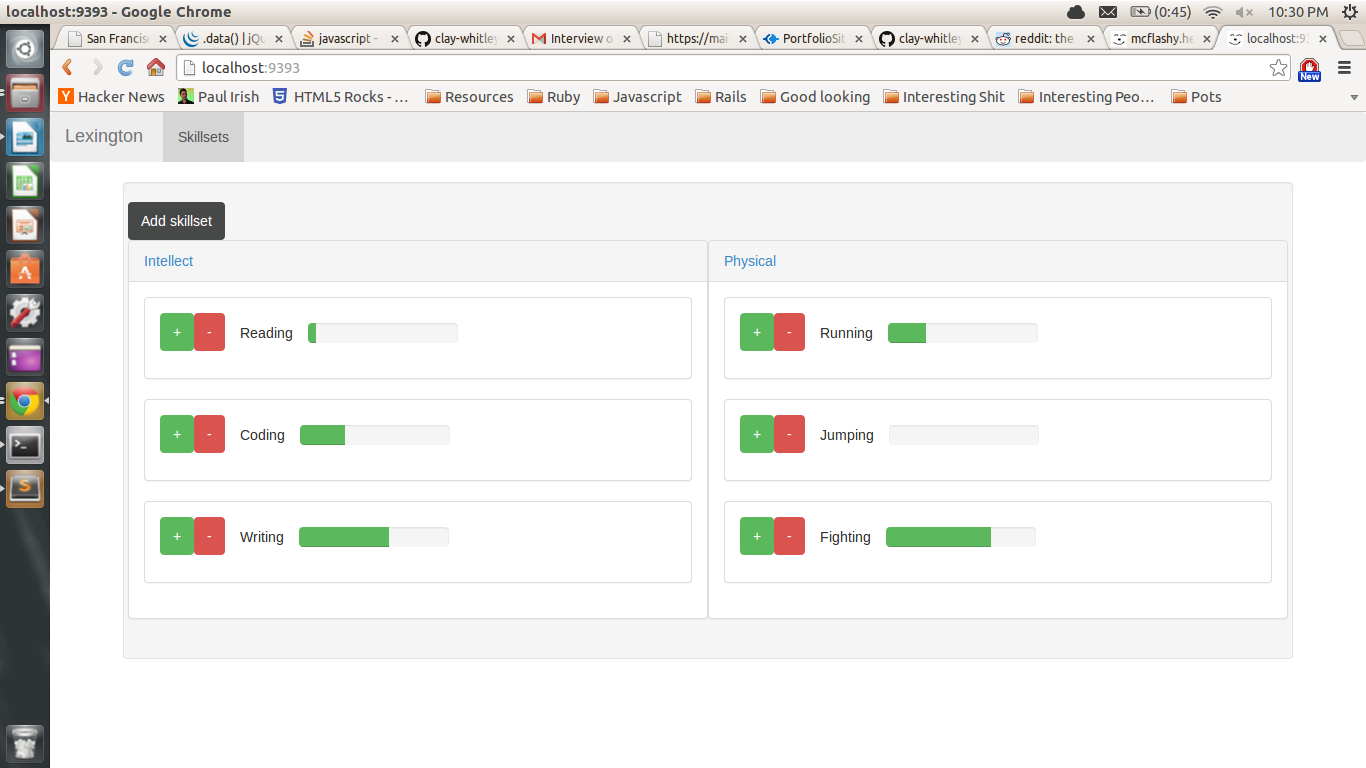 localhost:9393 - Google Chrome (0:45) 10:30 PM
San Francis .data() | jQu javascript - clay-whitley Interview o https://mai PortfolioSit clay-whitley reddit: the mcflashy.he localhost:93
localhost:9393 New
Hacker News Paul Irish HTML5 Rocks - ... Resources Ruby Javascript Rails Good looking Interesting Shit Interesting Peo... Pots
Lexington Skillsets
Add skillset
Intellect Physical
+ - Reading + - Running
+ - Coding + - Jumping
+ - Writing + - Fighting